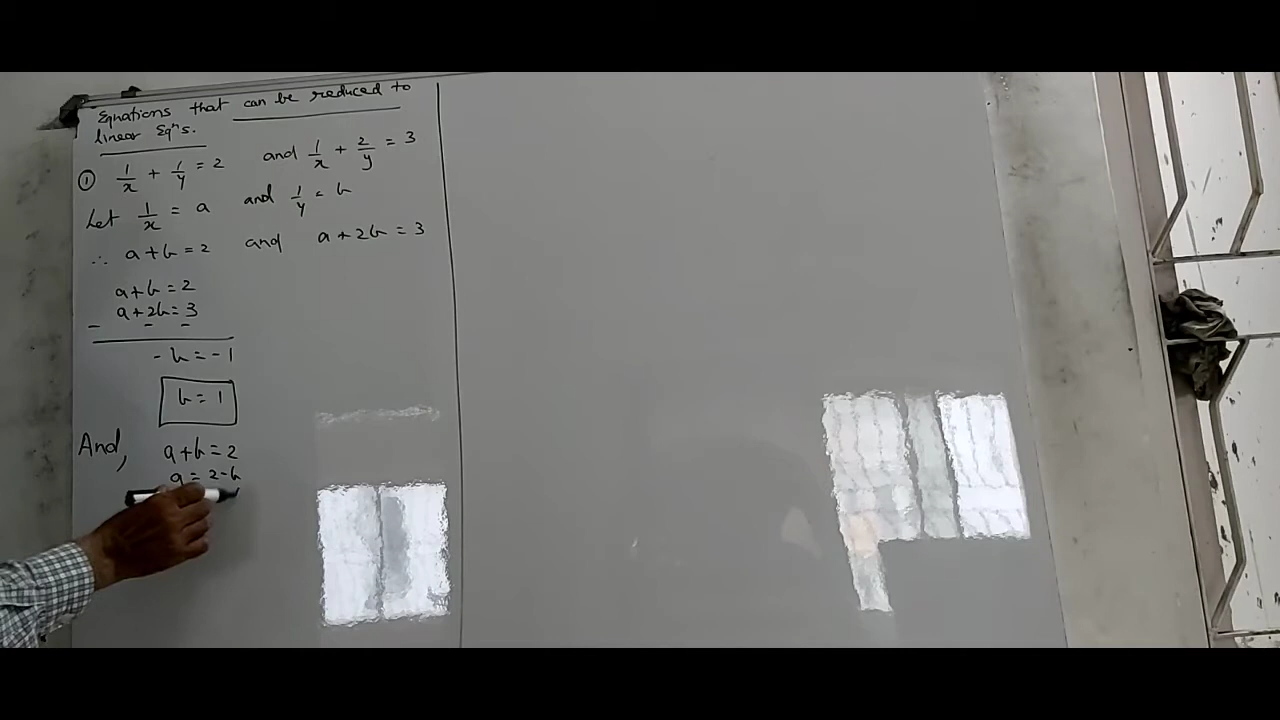 Equations that can be reduced to
linear Eqns.
① 1/x + 1/y = 2 and 1/x + 2/y = 3
Let 1/x = a and 1/y = b
∴ a + b = 2 and a + 2b = 3
a + b = 2
a + 2b = 3
- - -
- b = - 1
b = 1
And, a + b = 2
a = 2 - b